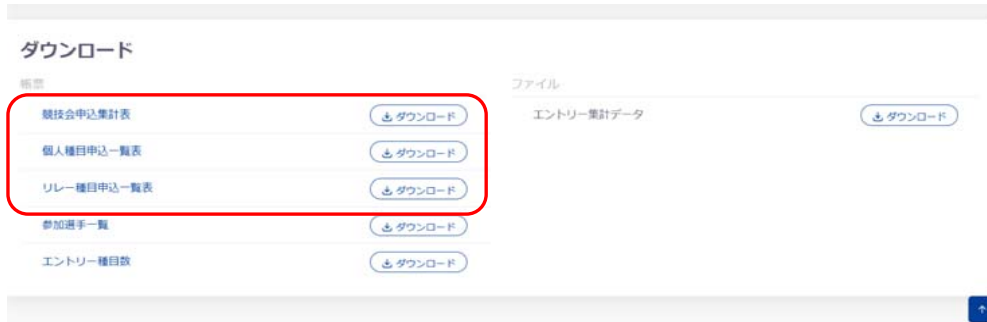 ダウンロード
帳票
競技会申込集計表 ダウンロード
個人種目申込一覧表 ダウンロード
リレー種目申込一覧表 ダウンロード
参加選手一覧 ダウンロード
エントリー種目数 ダウンロード
ファイル
エントリー集計データ ダウンロード